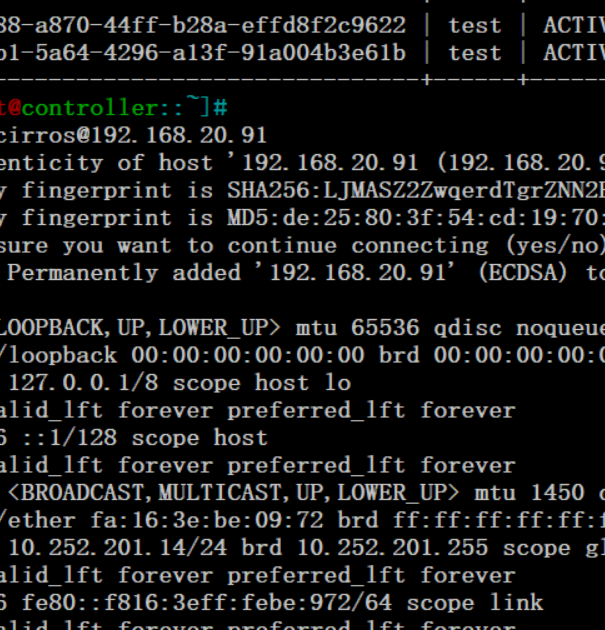 88-a870-44ff-b28a-effd8f2c9622 | test | ACTIV
b1-5a64-4296-a13f-91a004b3e61b | test | ACTIV
------------------------------+------+------
t@controller::~]#
cirros@192.168.20.91
enticity of host '192.168.20.91 (192.168.20.9
y fingerprint is SHA256:LJMASZ2ZwqerdTgrZNN2H
y fingerprint is MD5:de:25:80:3f:54:cd:19:70:
sure you want to continue connecting (yes/no)
Permanently added '192.168.20.91' (ECDSA) to
LOOPBACK,UP,LOWER_UP> mtu 65536 qdisc noqueue
/loopback 00:00:00:00:00:00 brd 00:00:00:00:0
127.0.0.1/8 scope host lo
alid_lft forever preferred_lft forever
6 ::1/128 scope host
alid_lft forever preferred_lft forever
<BROADCAST,MULTICAST,UP,LOWER_UP> mtu 1450 q
/ether fa:16:3e:be:09:72 brd ff:ff:ff:ff:ff:f
10.252.201.14/24 brd 10.252.201.255 scope gl
alid_lft forever preferred_lft forever
6 fe80::f816:3eff:febe:972/64 scope link
alid_lft forever preferred_lft forever